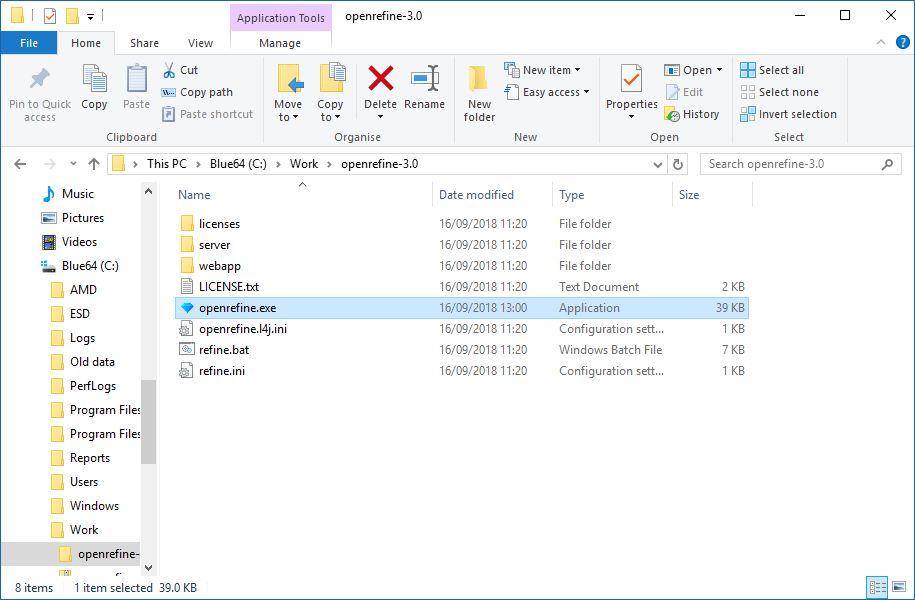 Application Tools openrefine-3.0
File Home Share View Manage
Pin to Quick access
Copy
Paste
Cut
Copy path
Paste shortcut
Clipboard
Move to
Copy to
Delete
Rename
Organise
New folder
New item
Easy access
New
Properties
Open
Edit
History
Open
Select all
Select none
Invert selection
Select
This PC > Blue64 (C:) > Work > openrefine-3.0
Search openrefine-3.0
Music
Pictures
Videos
Blue64 (C:)
AMD
ESD
Logs
Old data
PerfLogs
Program Files
Program Files
Reports
Users
Windows
Work
openrefine-
Name Date modified Type Size
licenses 16/09/2018 11:20 File folder
server 16/09/2018 11:20 File folder
webapp 16/09/2018 11:20 File folder
LICENSE.txt 16/09/2018 11:20 Text Document 2 KB
openrefine.exe 16/09/2018 13:00 Application 39 KB
openrefine.l4j.ini 16/09/2018 11:20 Configuration sett... 1 KB
refine.bat 16/09/2018 11:20 Windows Batch File 7 KB
refine.ini 16/09/2018 11:20 Configuration sett... 1 KB
8 items 1 item selected 39.0 KB